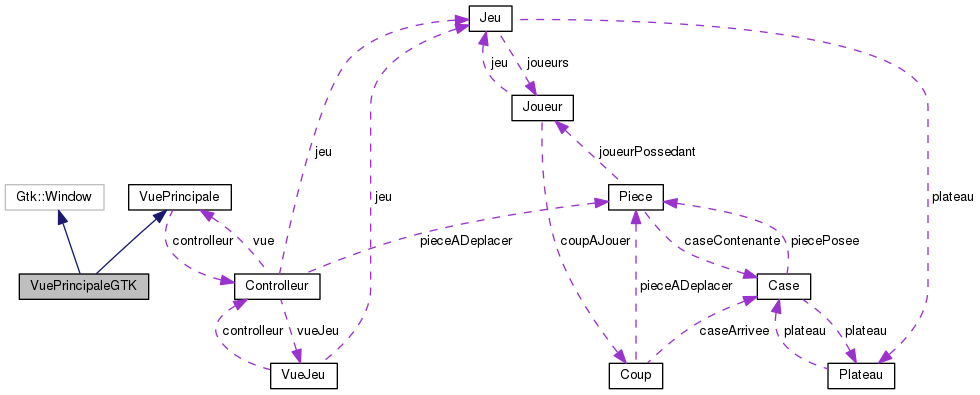 Jeu
jeu
joueurs
Joueur
jeu
joueurPossedant
Gtk::Window
VuePrincipale
jeu
Piece
plateau
controlleur
vue
pieceADeplacer
coupAJouer
caseContenante
piecePosee
VuePrincipaleGTK
Controlleur
pieceADeplacer
Case
controlleur
vueJeu
caseArrivee
plateau
plateau
VueJeu
Coup
Plateau